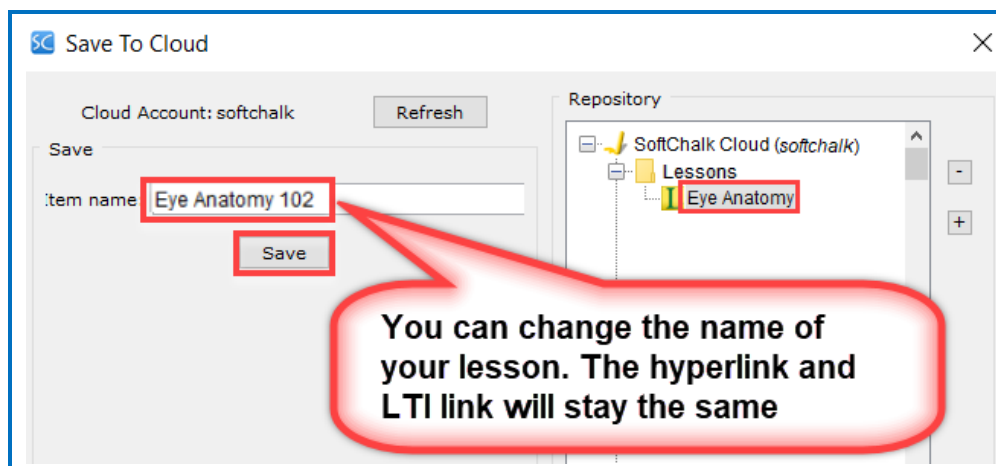 SC Save To Cloud
Cloud Account: softchalk
Refresh
Save
Item name
Eye Anatomy 102
Save
Repository
SoftChalk Cloud (softchalk)
Lessons
Eye Anatomy
-
+
You can change the name of
your lesson. The hyperlink and
LTI link will stay the same